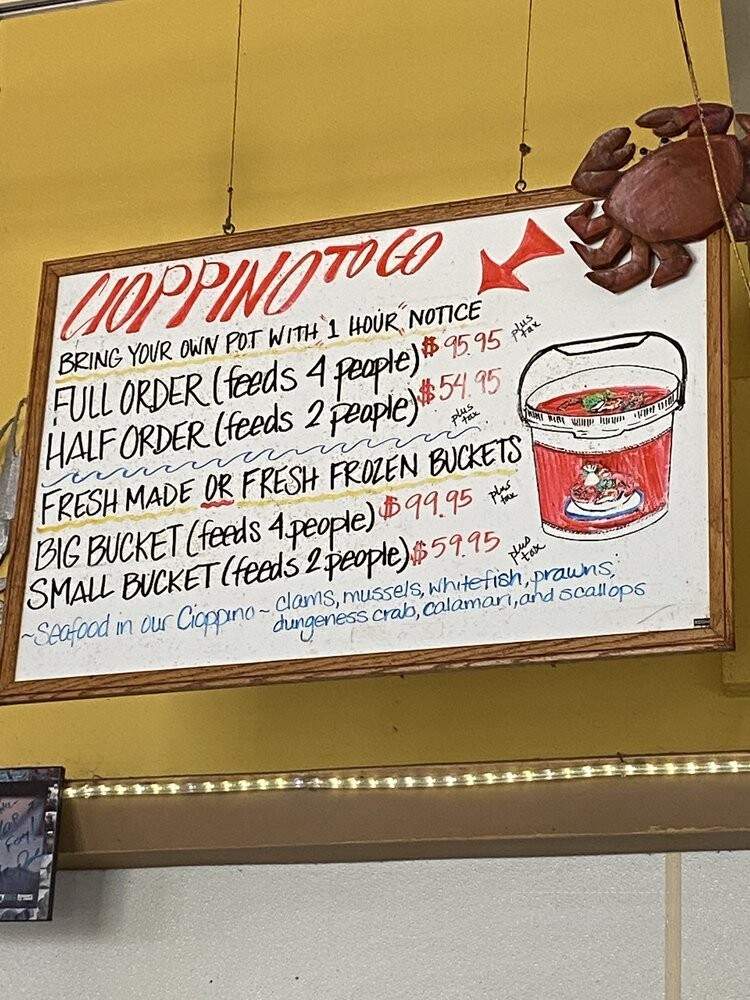 CIOPPINO TO GO
BRING YOUR OWN POT WITH "1 HOUR" NOTICE
FULL ORDER (feeds 4 people) $95.95 plus tax
HALF ORDER (feeds 2 people) $54.95 plus tax
FRESH MADE OR FRESH FROZEN BUCKETS
BIG BUCKET (feeds 4 people) $99.95 plus tax
SMALL BUCKET (feeds 2 people) $59.95 plus tax
~Seafood in our Cioppino~ clams, mussels, whitefish, prawns,
dungeness crab, calamari, and scallops